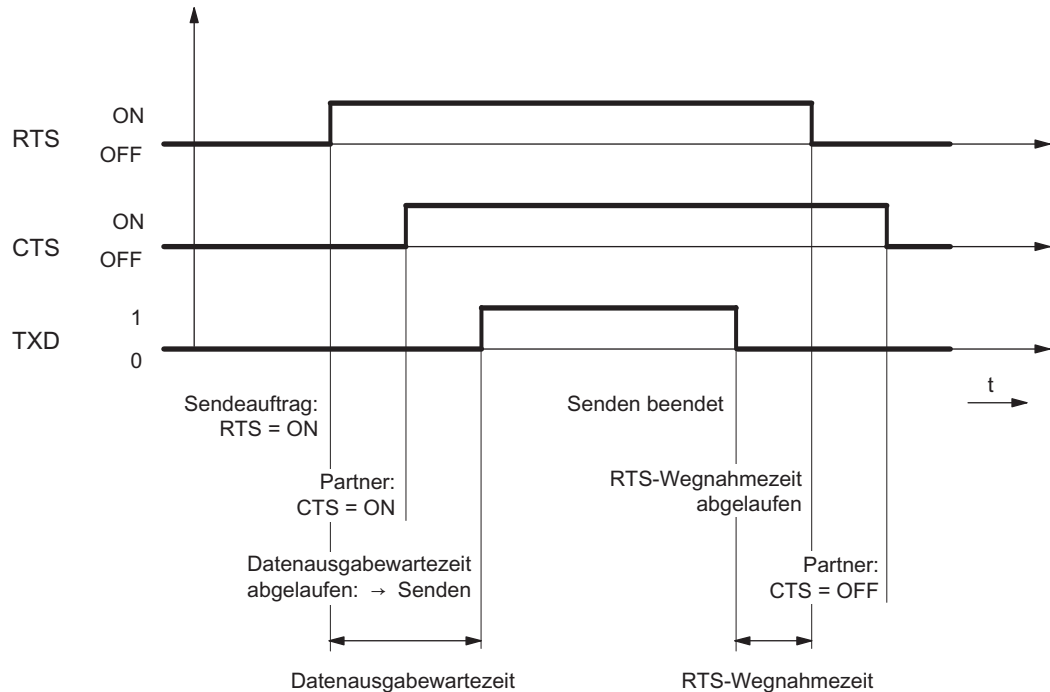 RTS
ON
OFF
CTS
ON
OFF
TXD
1
0
t
Sendeauftrag:
RTS = ON
Senden beendet
Partner:
CTS = ON
RTS-Wegnahmezeit
abgelaufen
Datenausgabewartezeit
abgelaufen: → Senden
Partner:
CTS = OFF
Datenausgabewartezeit
RTS-Wegnahmezeit